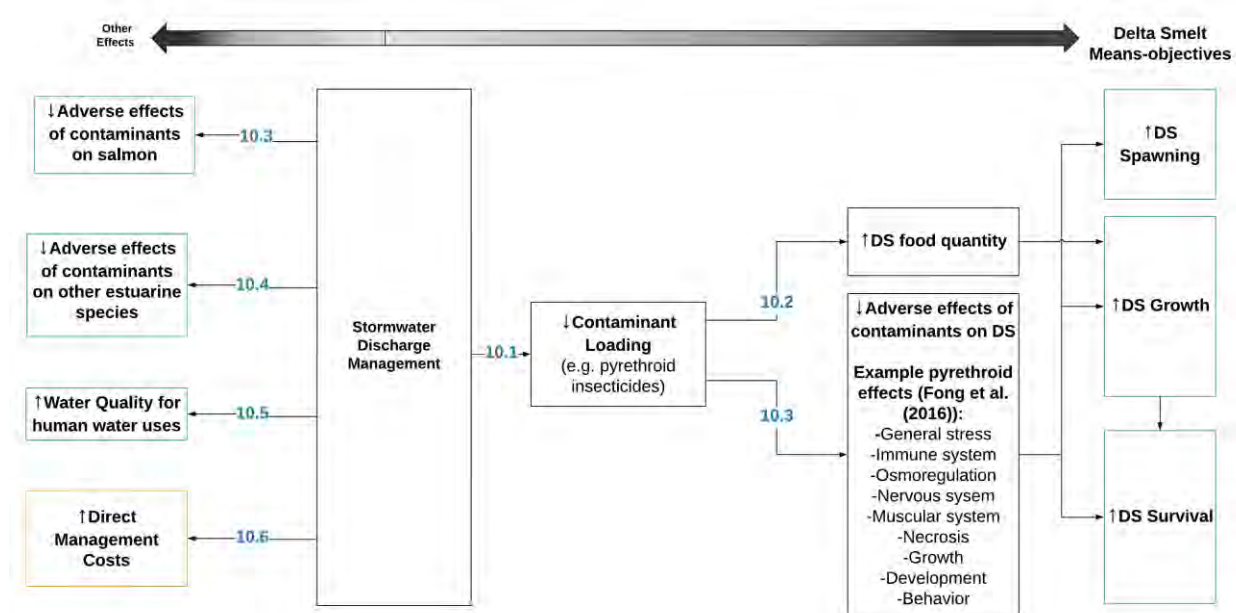 Other
Effects
Delta Smelt
Means-objectives
↓Adverse effects
of contaminants
on salmon
10.3
↓Adverse effects
of contaminants
on other estuarine
species
10.4
↑Water Quality for
human water uses
10.5
↑Direct
Management
Costs
10.6
Stormwater
Discharge
Management
10.1
↓Contaminant
Loading
(e.g. pyrethroid
insecticides)
10.2
10.3
↑DS food quantity
↓Adverse effects of
contaminants on DS
Example pyrethroid
effects (Fong et al.
(2016)):
-General stress
-Immune system
-Osmoregulation
-Nervous sysem
-Muscular system
-Necrosis
-Growth
-Development
-Behavior
↑DS
Spawning
↑DS Growth
↑DS Survival